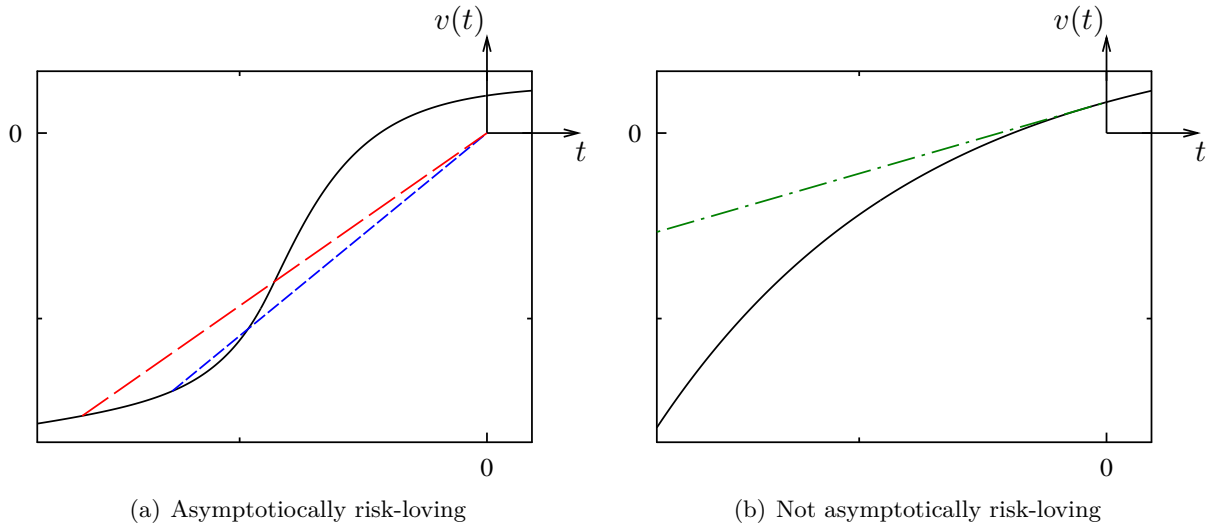 v(t)
0
t
0
(a) Asymptotiocally risk-loving
v(t)
0
t
0
(b) Not asymptotically risk-loving